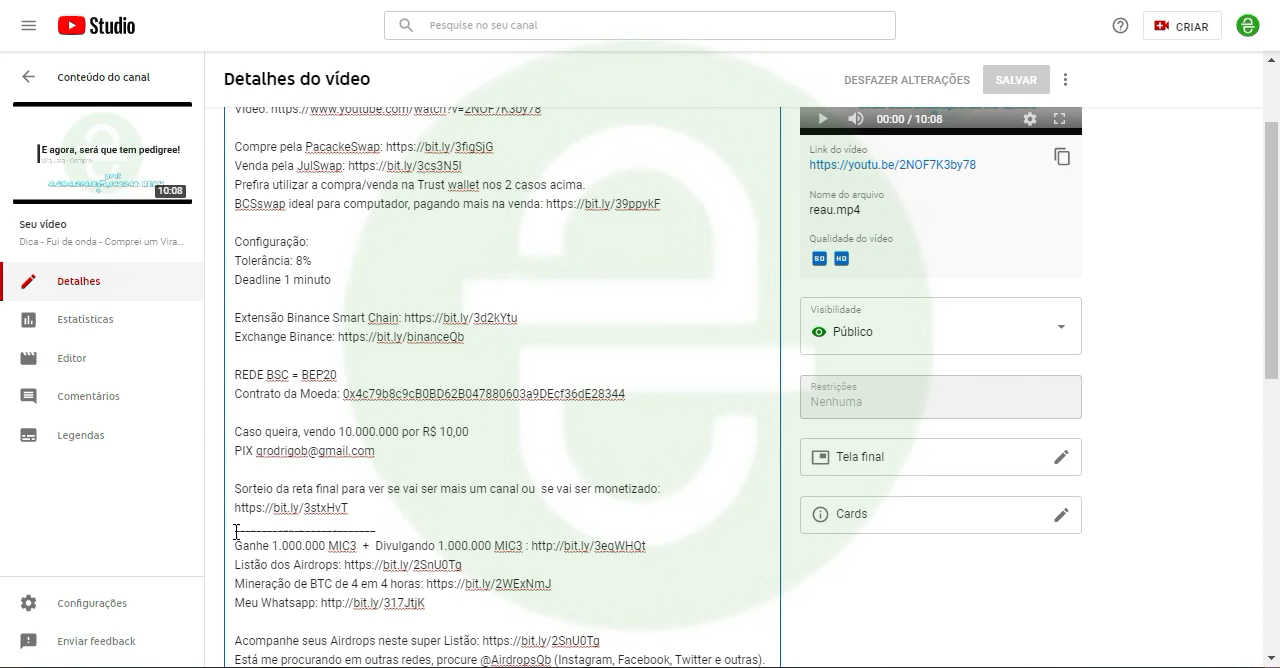 Studio
Pesquise no seu canal
CRIAR
Conteúdo do canal
Detalhes do vídeo
DESFAZER ALTERAÇÕES
SALVAR
E agora, será que tem pedigree!
10:08
Seu vídeo
Dica - Fui de onda - Comprei um Vira...
Detalhes
Estatísticas
Editor
Comentários
Legendas
Configurações
Enviar feedback
Vídeo: https://www.youtube.com/watch?v=2NOF7K3by78
Compre pela PacackeSwap: https://bit.ly/3figSjG
Venda pela JulSwap: https://bit.ly/3cs3N5l
Prefira utilizar a compra/venda na Trust wallet nos 2 casos acima.
BCSswap ideal para computador, pagando mais na venda: https://bit.ly/39ppykF
Configuração:
Tolerância: 8%
Deadline 1 minuto
Extensão Binance Smart Chain: https://bit.ly/3d2kYtu
Exchange Binance: https://bit.ly/binanceQb
REDE BSC = BEP20
Contrato da Moeda: 0x4c79b8c9cB0BD62B047880603a9DEcf36dE28344
Caso queira, vendo 10.000.000 por R$ 10,00
PIX qrodrigob@gmail.com
Sorteio da reta final para ver se vai ser mais um canal ou  se vai ser monetizado:
https://bit.ly/3stxHvT
__________________________
Ganhe 1.000.000 MIC3  +  Divulgando 1.000.000 MIC3 : http://bit.ly/3eqWHQt
Listão dos Airdrops: https://bit.ly/2SnU0Tg
Mineração de BTC de 4 em 4 horas: https://bit.ly/2WExNmJ
Meu Whatsapp: http://bit.ly/317JtjK
Acompanhe seus Airdrops neste super Listão: https://bit.ly/2SnU0Tg
Está me procurando em outras redes, procure @AirdropsQb (Instagram, Facebook, Twitter e outras).
00:00 / 10:08
Link do vídeo
https://youtu.be/2NOF7K3by78
Nome do arquivo
reau.mp4
Qualidade do vídeo
SD HD
Visibilidade
Público
Restrições
Nenhuma
Tela final
Cards